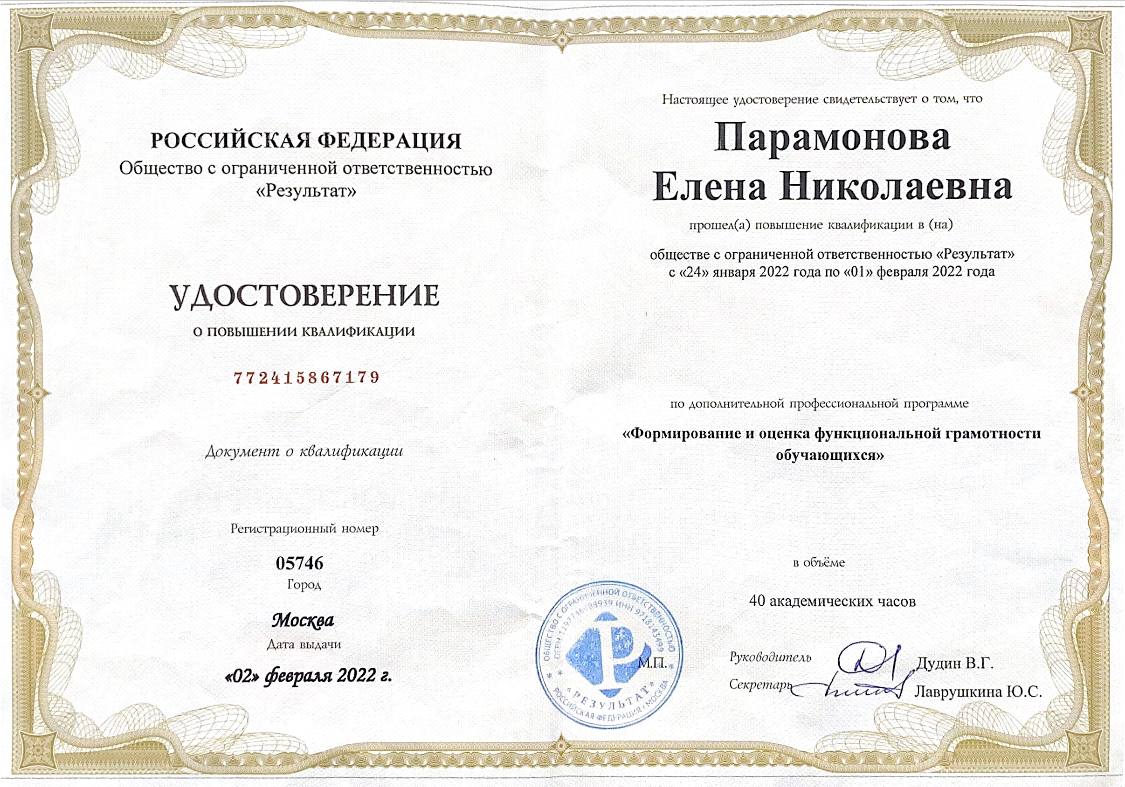 РОССИЙСКАЯ ФЕДЕРАЦИЯ
Общество с ограниченной ответственностью
«Результат»
УДОСТОВЕРЕНИЕ
О ПОВЫШЕНИИ КВАЛИФИКАЦИИ
772415867179
Документ о квалификации
Регистрационный номер
05746
Город
Москва
Дата выдачи
«02» февраля 2022 г.
Настоящее удостоверение свидетельствует о том, что
Парамонова
Елена Николаевна
прошел(а) повышение квалификации в (на)
обществе с ограниченной ответственностью «Результат»
с «24» января 2022 года по «01» февраля 2022 года
по дополнительной профессиональной программе
«Формирование и оценка функциональной грамотности
обучающихся»
в объёме
40 академических часов
М.П.
Руководитель Дудин В.Г.
Секретарь Лаврушкина Ю.С.
ОБЩЕСТВО С ОГРАНИЧЕННОЙ ОТВЕТСТВЕННОСТЬЮ
ИНН 9718143499
«РЕЗУЛЬТАТ»
РОССИЙСКАЯ ФЕДЕРАЦИЯ МОСКВА